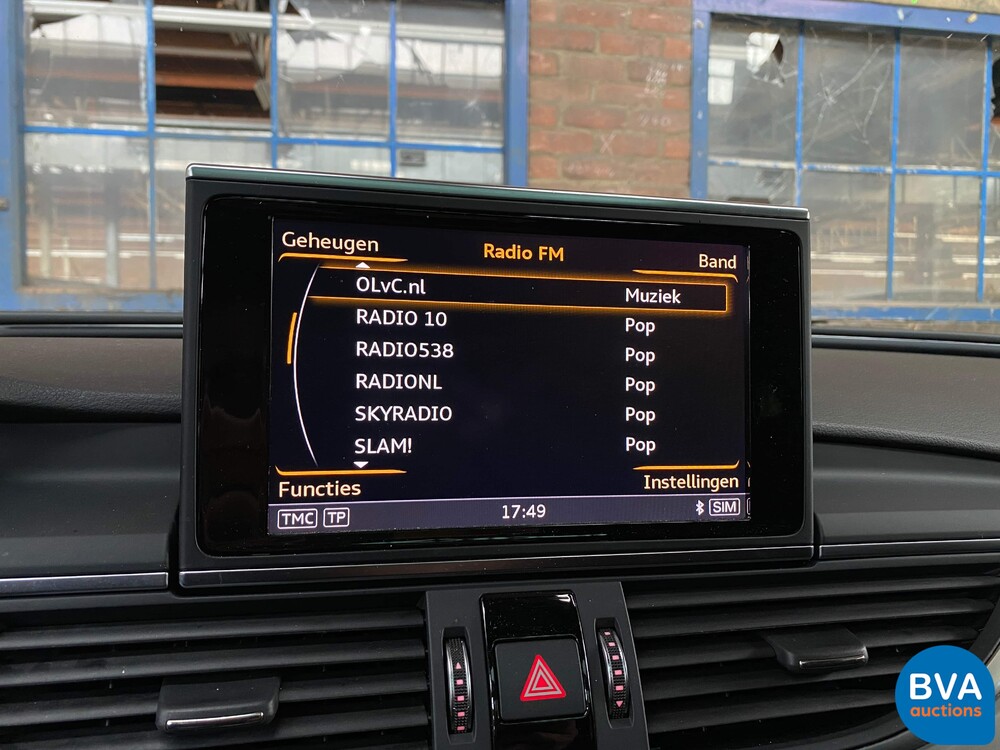 Geheugen Radio FM Band
OLvC.nl Muziek
RADIO 10 Pop
RADIO538 Pop
RADIONL Pop
SKYRADIO Pop
SLAM! Pop
Functies Instellingen
TMC TP 17:49 SIM
BVA
auctions